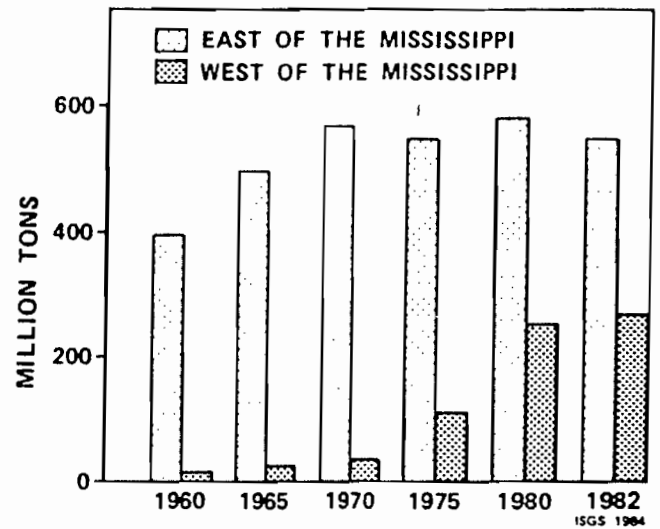 EAST OF THE MISSISSIPPI
WEST OF THE MISSISSIPPI
600
400
200
0
MILLION TONS
1960 1965 1970 1975 1980 1982
ISGS 1984